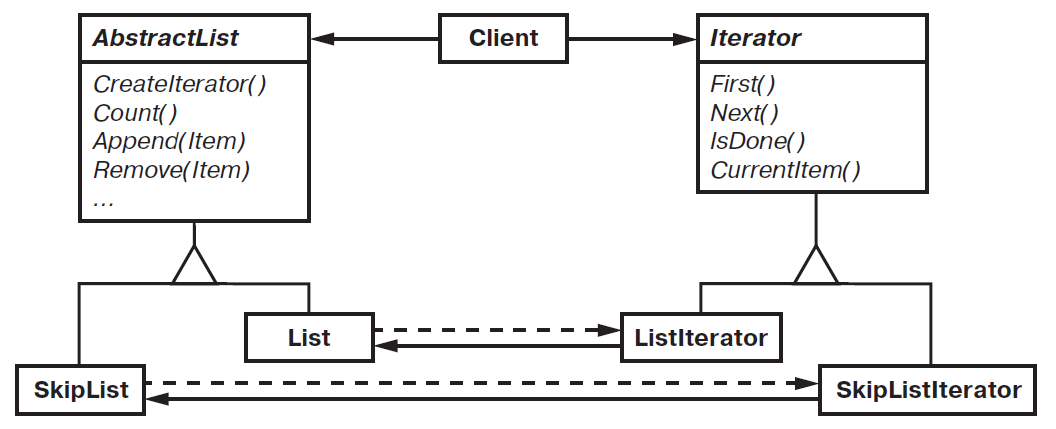 AbstractList
CreateIterator()
Count()
Append(Item)
Remove(Item)
...
Client
Iterator
First()
Next()
IsDone()
CurrentItem()
List
ListIterator
SkipList
SkipListIterator